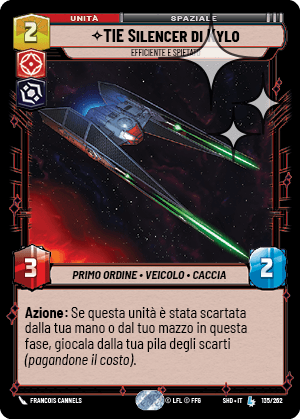 UNITÀ SPAZIALE
2
TIE SILENCER DI
EFFICIENTE E SPIETATO
3
PRIMO ORDINE • VEICOLO • CACCIA
2
Azione: Se questa unità è stata scartata
dalla tua mano o dal tuo mazzo in questa
fase, giocala dalla tua pila degli scarti
(pagandone il costo).
FRANCOIS CANNELS
© LFL © FFG
SHD • IT
135/262